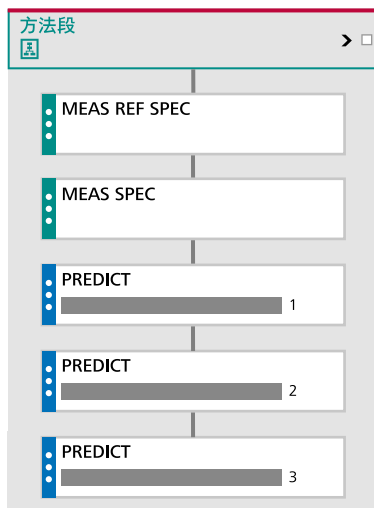 方法段
MEAS REF SPEC
MEAS SPEC
PREDICT
1
PREDICT
2
PREDICT
3